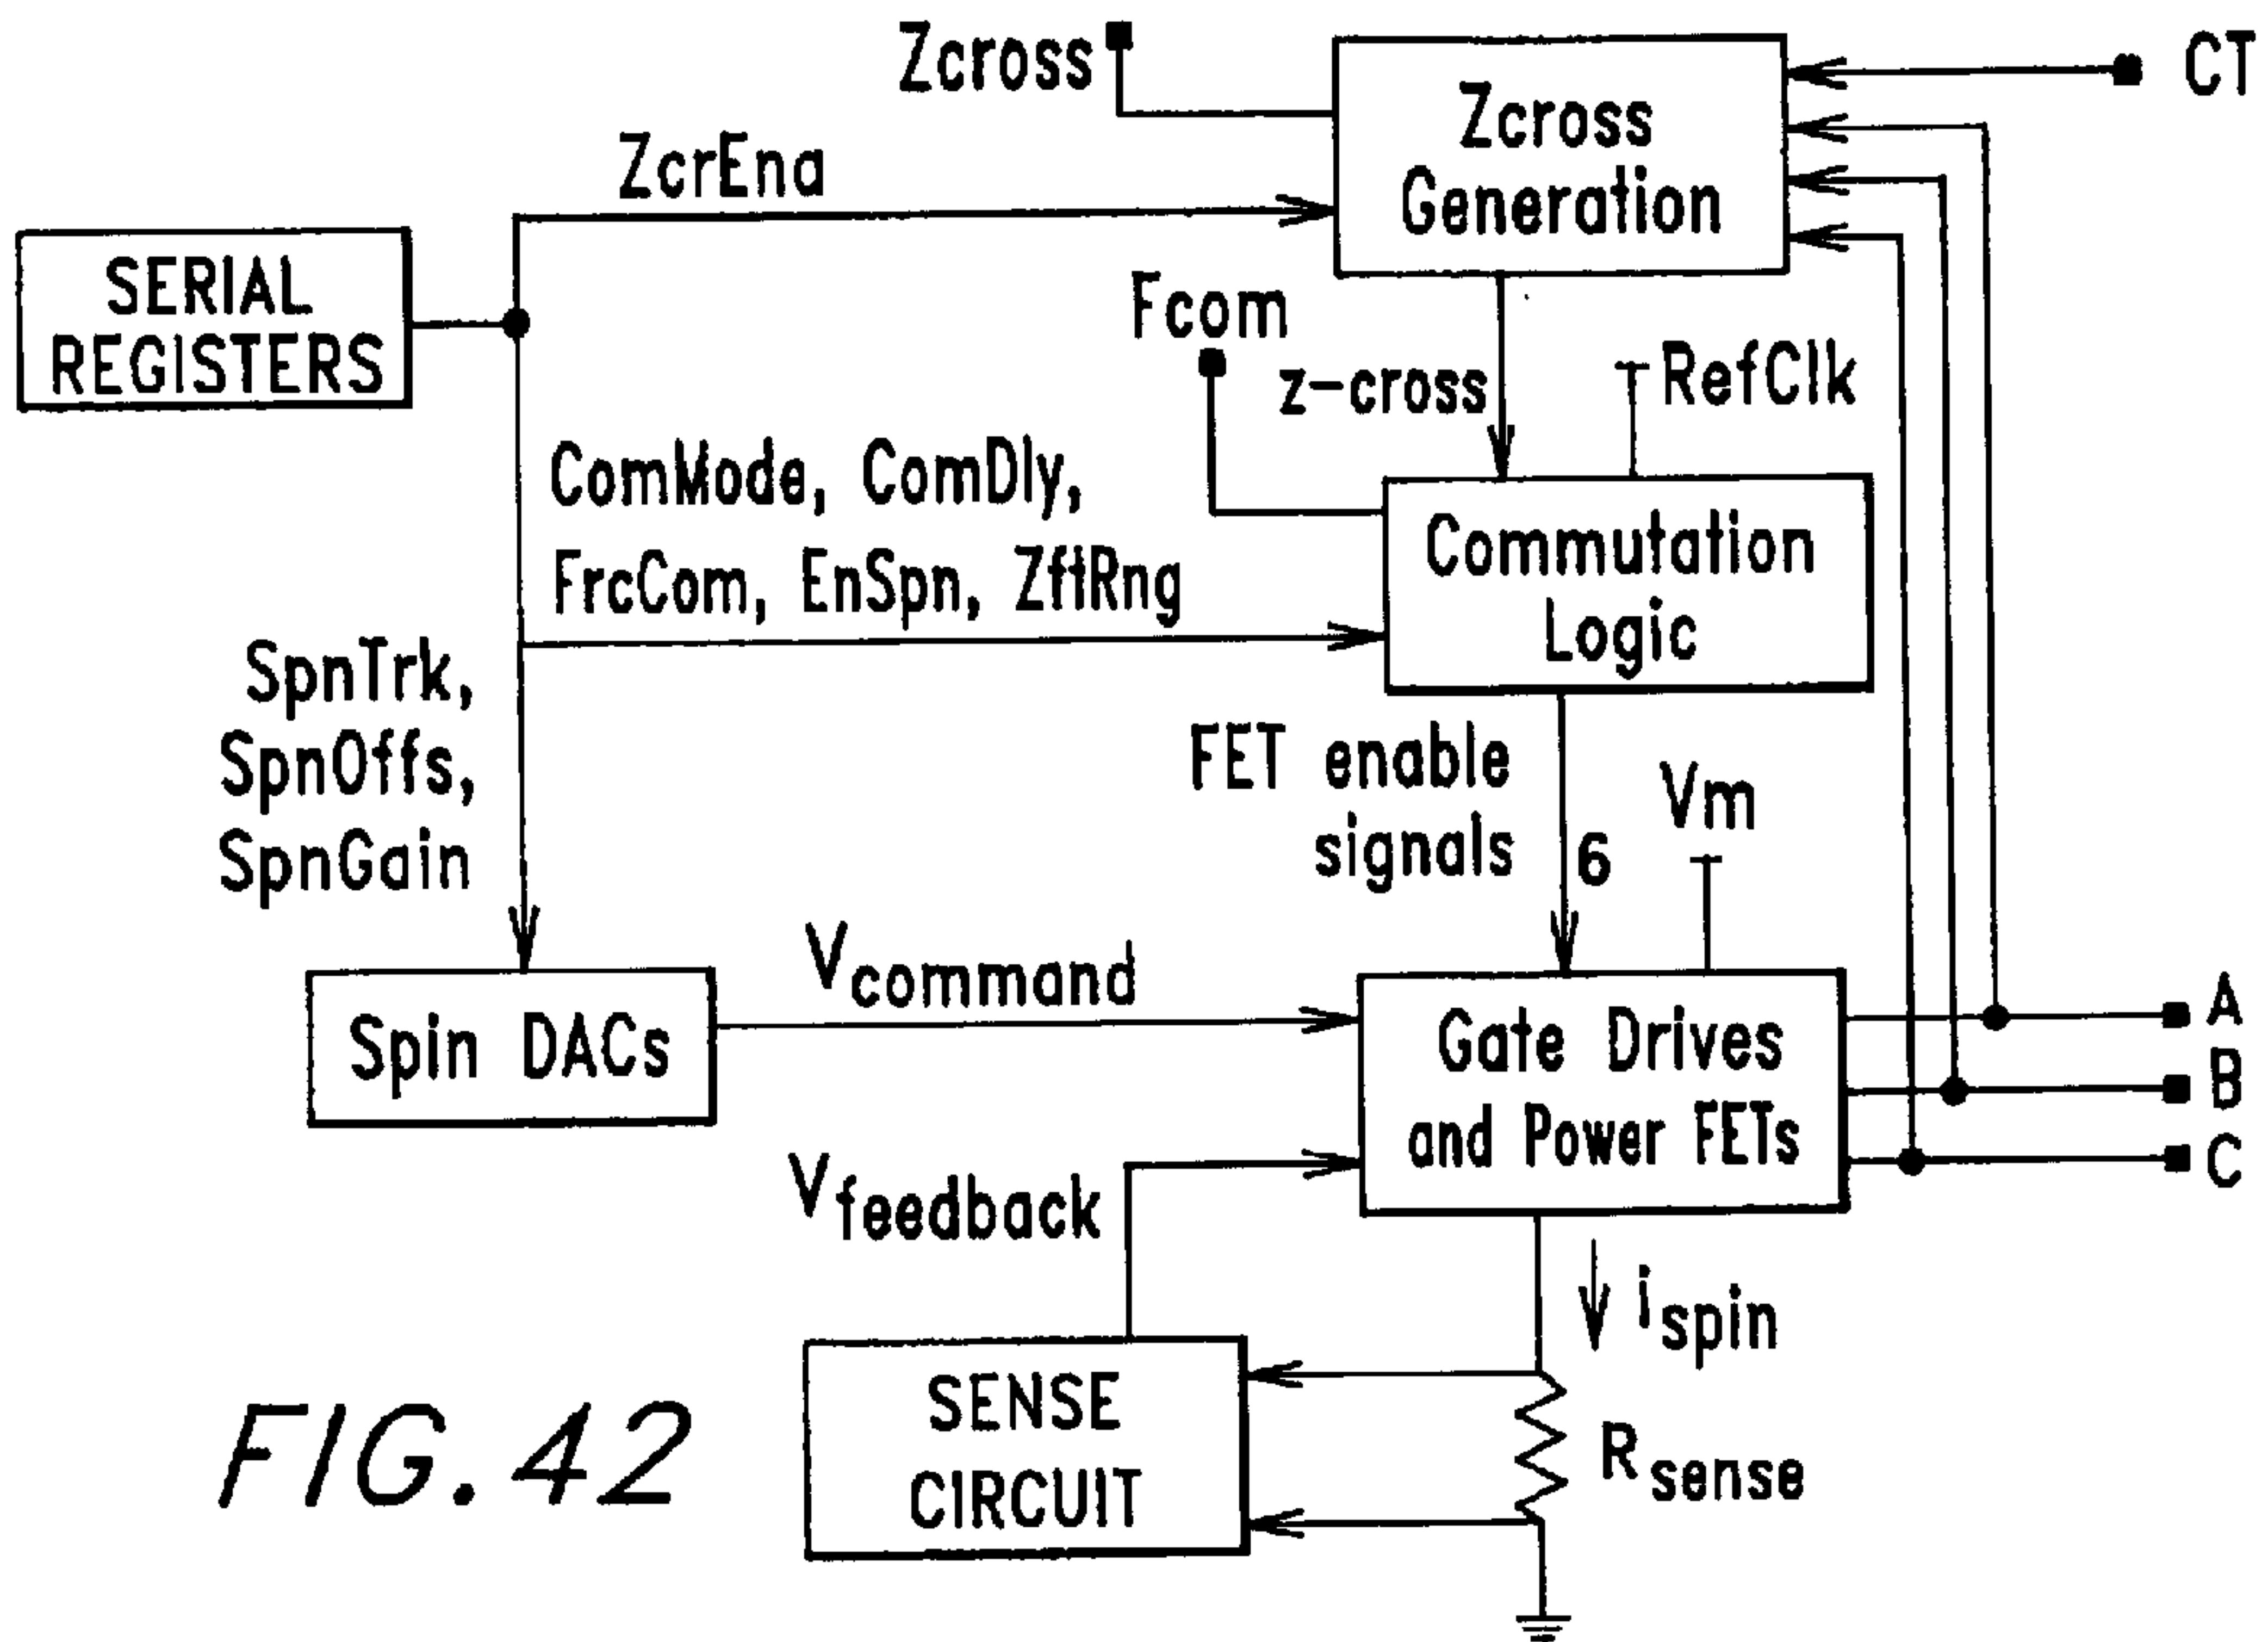 Zcross
CT
Zcross
Generation
ZcrEna
SERIAL
REGISTERS
Fcom
z-cross
RefClk
ComMode, ComDly,
FrcCom, EnSpn, ZftRng
Commutation
Logic
SpnTrk,
SpnOffs,
SpnGain
FET enable
signals
6
Vm
Spin DACs
Vcommand
Gate Drives
and Power FETs
A
B
C
Vfeedback
ispin
SENSE
CIRCUIT
Rsense
FIG. 42